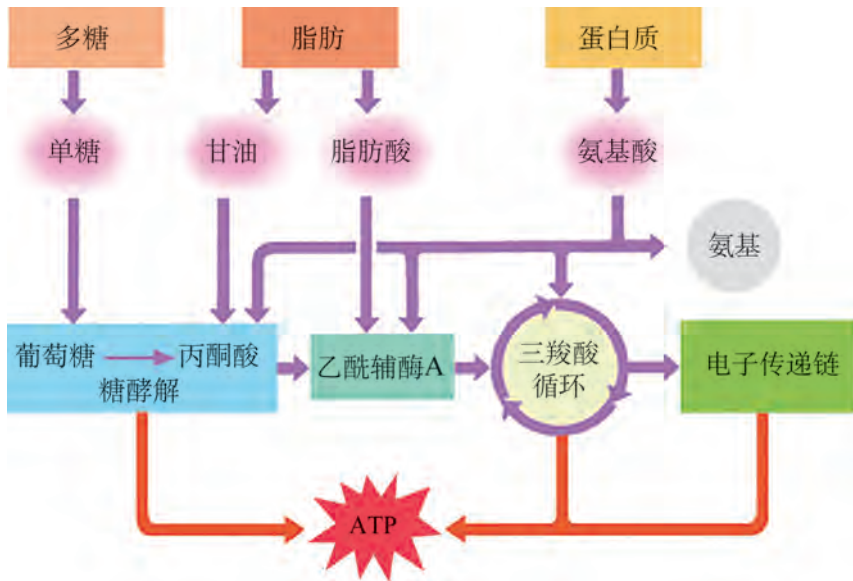 多糖
脂肪
蛋白质
单糖
甘油
脂肪酸
氨基酸
氨基
葡萄糖
丙酮酸
糖酵解
乙酰辅酶A
三羧酸
循环
电子传递链
ATP